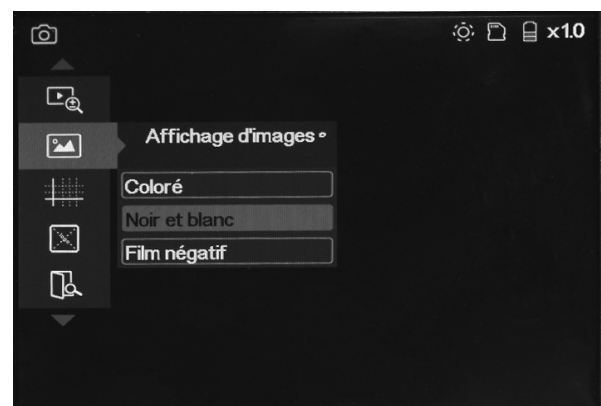 x1.0
Affichage d'images
Coloré
Noir et blanc
Film négatif